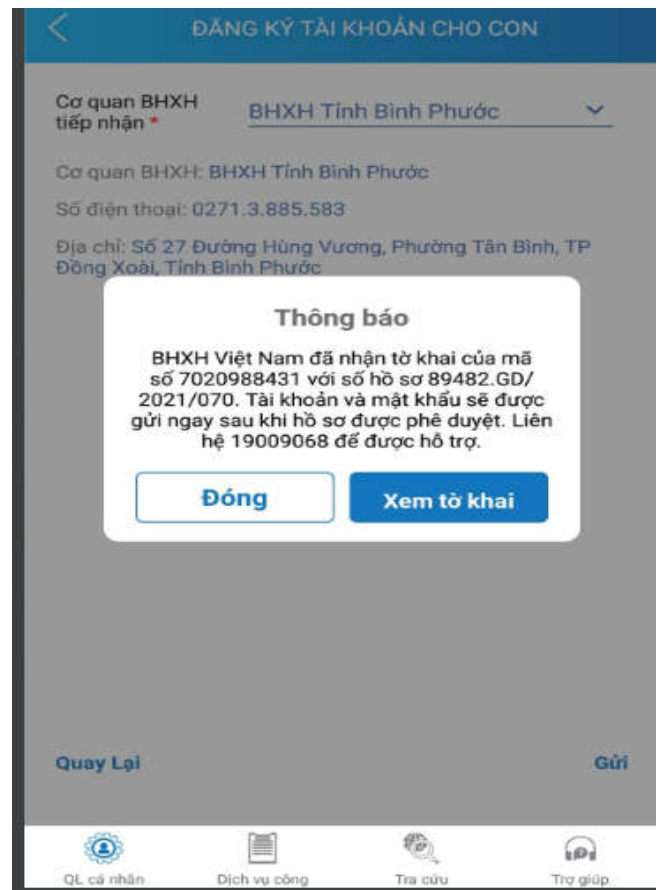 ĐĂNG KÝ TÀI KHOẢN CHO CON
Cơ quan BHXH
tiếp nhận *
BHXH Tỉnh Bình Phước
Cơ quan BHXH: BHXH Tỉnh Bình Phước
Số điện thoại: 0271.3.885.583
Địa chỉ: Số 27 Đường Hùng Vương, Phường Tân Bình, TP
Đồng Xoài, Tỉnh Bình Phước
Thông báo
BHXH Việt Nam đã nhận tờ khai của mã
số 7020988431 với số hồ sơ 89482.GD/
2021/070. Tài khoản và mật khẩu sẽ được
gửi ngay sau khi hồ sơ được phê duyệt. Liên
hệ 19009068 để được hỗ trợ.
Đóng
Xem tờ khai
Quay Lại
Gửi
QL cá nhân
Dịch vụ công
Tra cứu
Trợ giúp